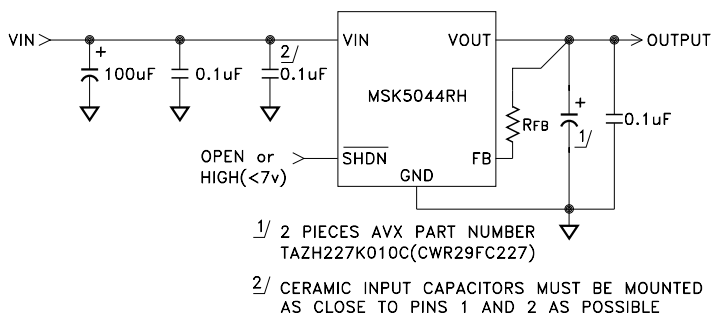 VIN
+
100uF
0.1uF
2/
0.1uF
VIN
VOUT
MSK5044RH
SHDN
FB
GND
OPEN or
HIGH(<7v)
RFB
+
1/
0.1uF
OUTPUT
1/ 2 PIECES AVX PART NUMBER
TAZH227K010C(CWR29FC227)
2/ CERAMIC INPUT CAPACITORS MUST BE MOUNTED
AS CLOSE TO PINS 1 AND 2 AS POSSIBLE